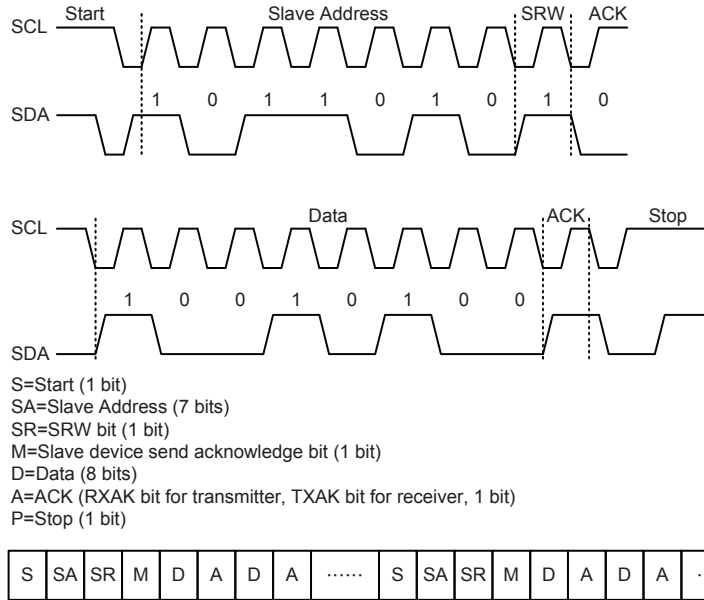 Start Slave Address SRW ACK
SCL
1 0 1 1 0 1 0 1 0
SDA
Data ACK Stop
SCL
1 0 0 1 0 1 0 0
SDA
S=Start (1 bit)
SA=Slave Address (7 bits)
SR=SRW bit (1 bit)
M=Slave device send acknowledge bit (1 bit)
D=Data (8 bits)
A=ACK (RXAK bit for transmitter, TXAK bit for receiver, 1 bit)
P=Stop (1 bit)
S SA SR M D A D A ······ S SA SR M D A D A